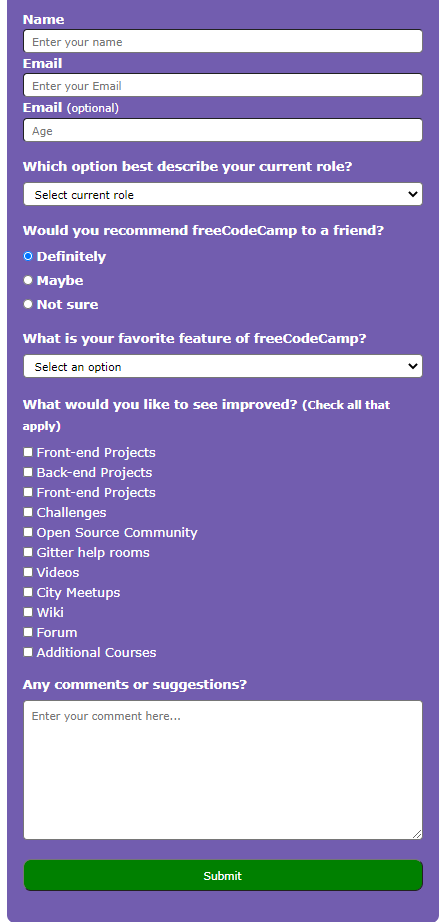 Name
Enter your name
Email
Enter your Email
Email (optional)
Age
Which option best describe your current role?
Select current role
Would you recommend freeCodeCamp to a friend?
Definitely
Maybe
Not sure
What is your favorite feature of freeCodeCamp?
Select an option
What would you like to see improved? (Check all that
apply)
Front-end Projects
Back-end Projects
Front-end Projects
Challenges
Open Source Community
Gitter help rooms
Videos
City Meetups
Wiki
Forum
Additional Courses
Any comments or suggestions?
Enter your comment here...
Submit